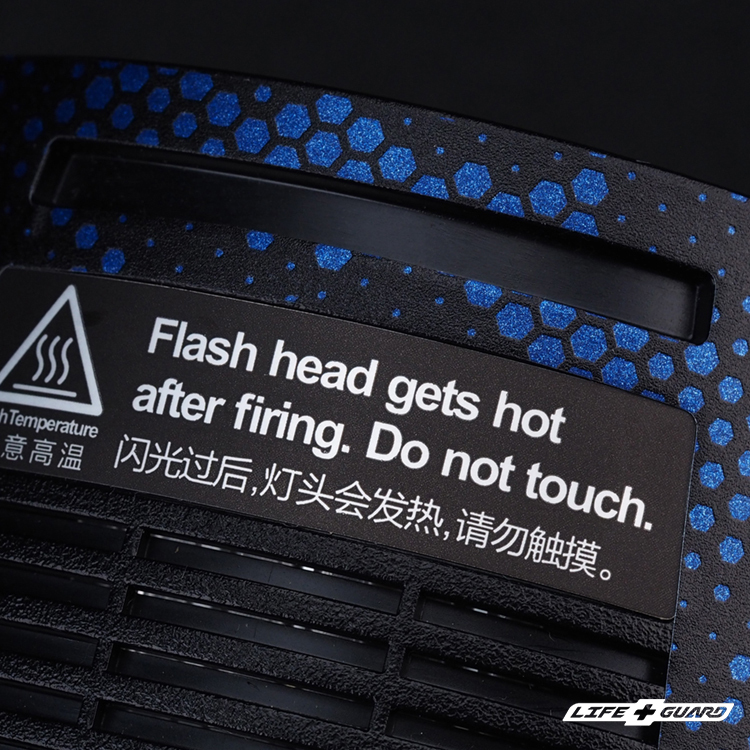 Flash head gets hot
after firing. Do not touch.
闪光过后,灯头会发热,请勿触摸。
hTemperature
意高温
LIFE+GUARD